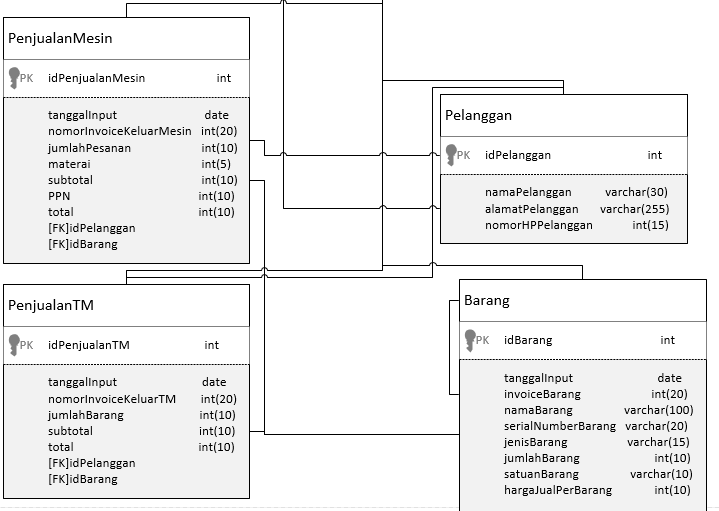 PenjualanMesin
PK idPenjualanMesin int
tanggalInput date
nomorInvoiceKeluarMesin int(20)
jumlahPesanan int(10)
materai int(5)
subtotal int(10)
PPN int(10)
total int(10)
[FK]idPelanggan
[FK]idBarang
Pelanggan
PK idPelanggan int
namaPelanggan varchar(30)
alamatPelanggan varchar(255)
nomorHPPelanggan int(15)
PenjualanTM
PK idPenjualanTM int
tanggalInput date
nomorInvoiceKeluarTM int(20)
jumlahBarang int(10)
subtotal int(10)
total int(10)
[FK]idPelanggan
[FK]idBarang
Barang
PK idBarang int
tanggalInput date
invoiceBarang int(20)
namaBarang varchar(100)
serialNumberBarang varchar(20)
jenisBarang varchar(15)
jumlahBarang int(10)
satuanBarang varchar(10)
hargaJualPerBarang int(10)